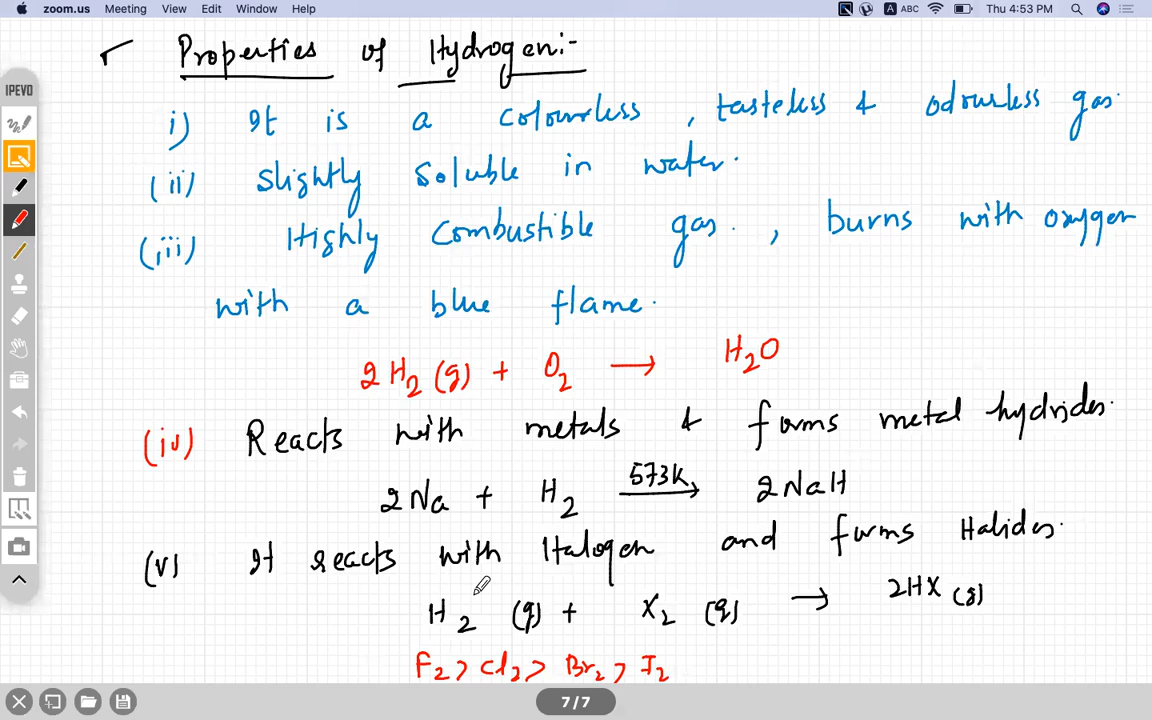 zoom.us Meeting View Edit Window Help A ABC Thu 4:53 PM
IPEVO
Properties of Hydrogen:-
i) It is a colourless, tasteless & odourless gas.
(ii) Slightly Soluble in water.
(iii) Highly Combustible gas, burns with oxygen
with a blue flame.
2H₂(g) + O₂ → H₂O
(iv) Reacts with metals & forms metal hydrides.
573K
2Na + H₂ → 2NaH
(v) It reacts with Halogen and forms Halides.
H₂ (g) + X₂ (g) → 2HX (g)
F₂ > Cl₂ > Br₂ > I₂
7/7